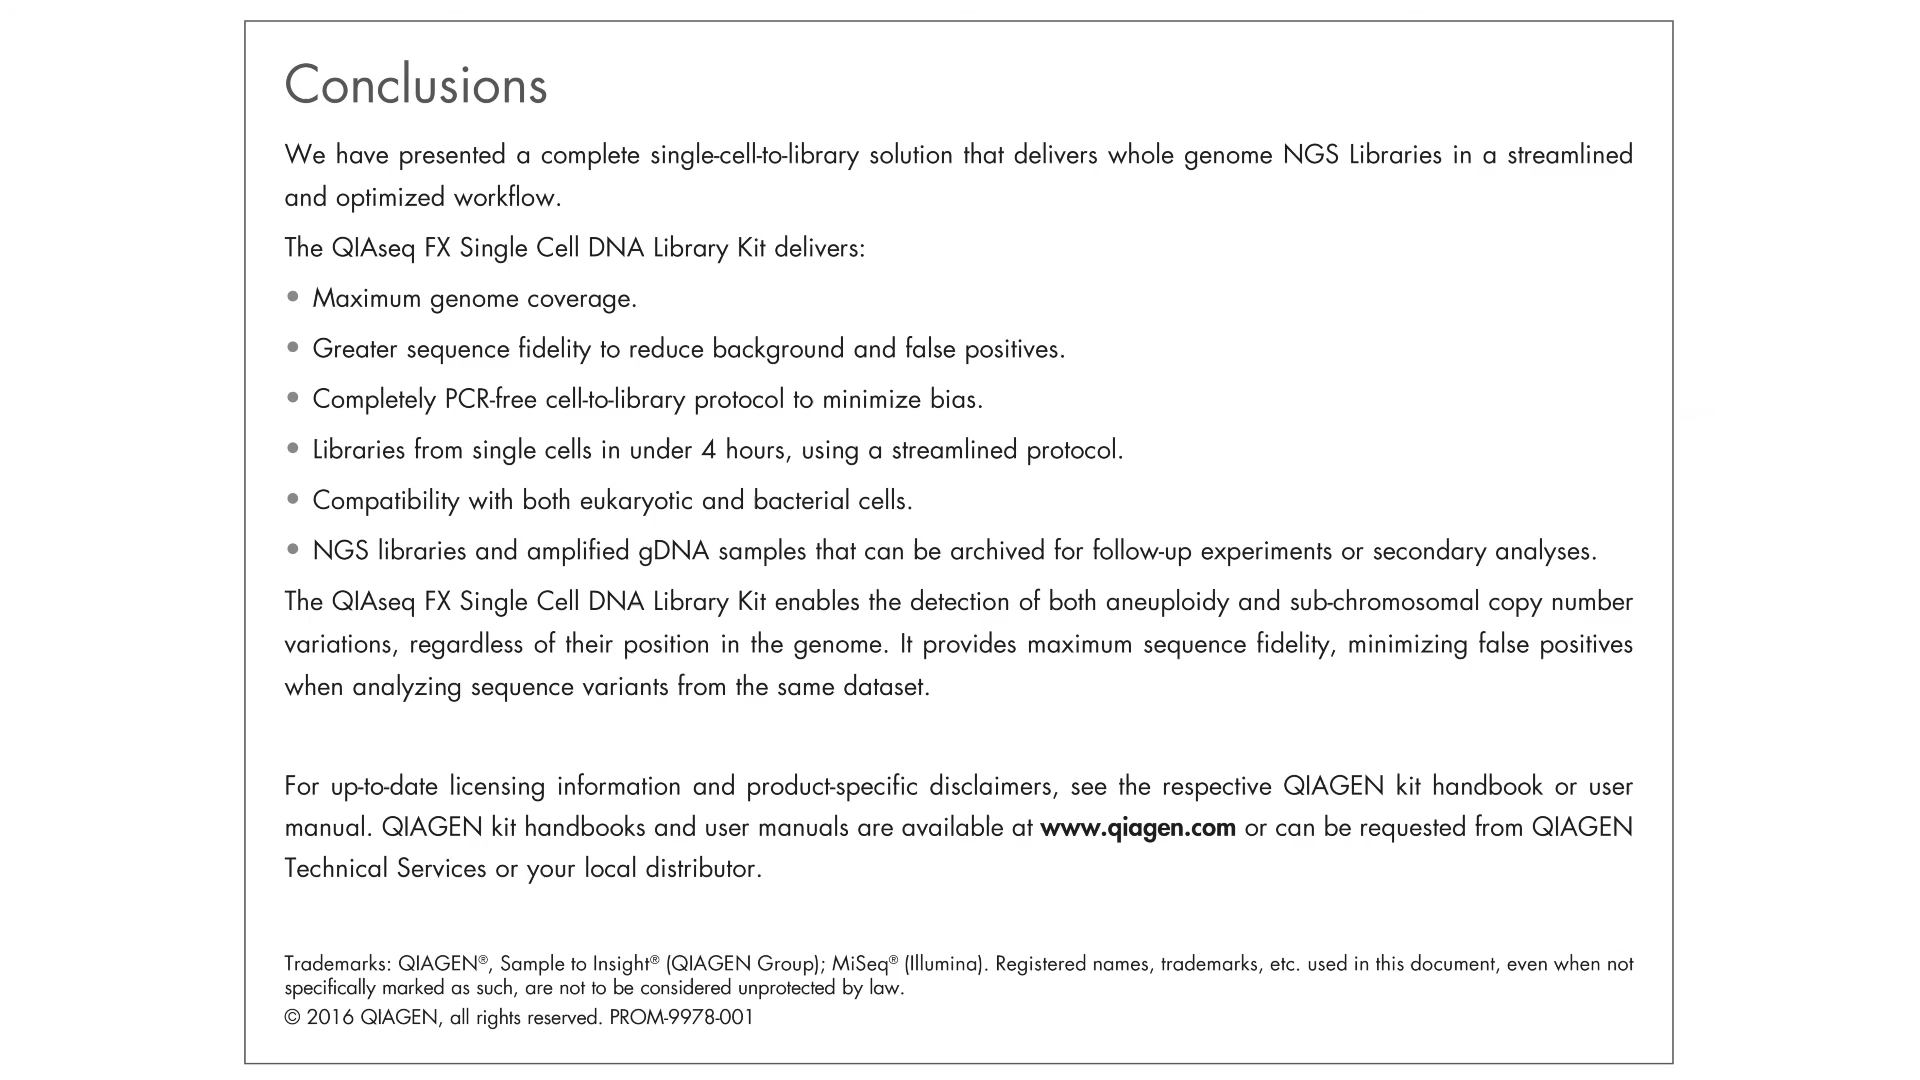 Conclusions
We have presented a complete single-cell-to-library solution that delivers whole genome NGS Libraries in a streamlined
and optimized workflow.
The QIAseq FX Single Cell DNA Library Kit delivers:
• Maximum genome coverage.
• Greater sequence fidelity to reduce background and false positives.
• Completely PCR-free cell-to-library protocol to minimize bias.
• Libraries from single cells in under 4 hours, using a streamlined protocol.
• Compatibility with both eukaryotic and bacterial cells.
• NGS libraries and amplified gDNA samples that can be archived for follow-up experiments or secondary analyses.
The QIAseq FX Single Cell DNA Library Kit enables the detection of both aneuploidy and sub-chromosomal copy number
variations, regardless of their position in the genome. It provides maximum sequence fidelity, minimizing false positives
when analyzing sequence variants from the same dataset.
For up-to-date licensing information and product-specific disclaimers, see the respective QIAGEN kit handbook or user
manual. QIAGEN kit handbooks and user manuals are available at www.qiagen.com or can be requested from QIAGEN
Technical Services or your local distributor.
Trademarks: QIAGEN®, Sample to Insight® (QIAGEN Group); MiSeq® (Illumina). Registered names, trademarks, etc. used in this document, even when not
specifically marked as such, are not to be considered unprotected by law.
© 2016 QIAGEN, all rights reserved. PROM-9978-001